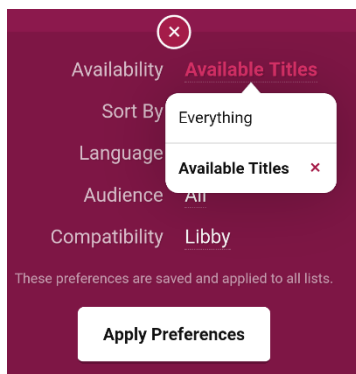 Availability Available Titles
Sort By
Everything
Language
Available Titles ×
Audience All
Compatibility Libby
These preferences are saved and applied to all lists.
Apply Preferences